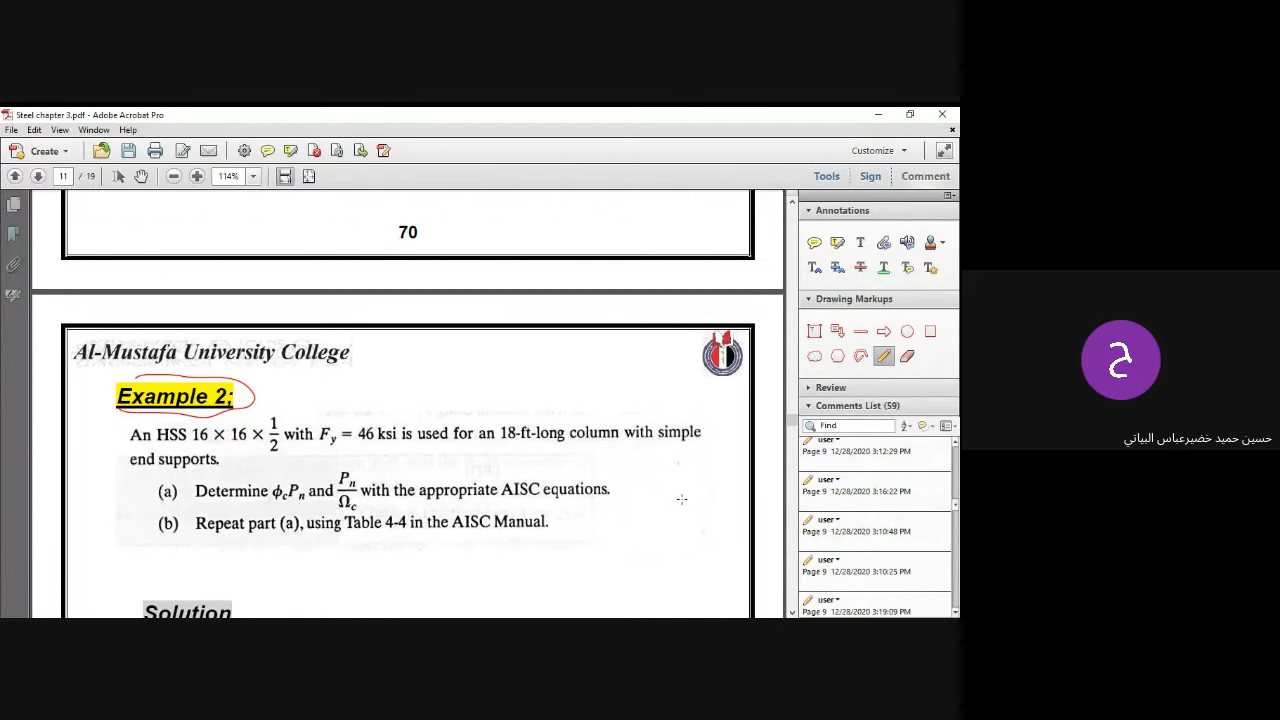 Steel chapter 3.pdf - Adobe Acrobat Pro
File Edit View Window Help
Create Customize
11 / 19 114% Tools Sign Comment
70
Al-Mustafa University College
Example 2;
An HSS 16 × 16 × 1/2 with Fy = 46 ksi is used for an 18-ft-long column with simple
end supports.
(a) Determine ϕcPn and Pn/Ωc with the appropriate AISC equations.
(b) Repeat part (a), using Table 4-4 in the AISC Manual.
Solution
Annotations
Drawing Markups
Review
Comments List (59)
Find
user
Page 9 12/28/2020 3:12:29 PM
user
Page 9 12/28/2020 3:16:22 PM
user
Page 9 12/28/2020 3:10:48 PM
user
Page 9 12/28/2020 3:10:25 PM
user
Page 9 12/28/2020 3:19:09 PM
ح
حسين حميد خضيرعباس البياتي